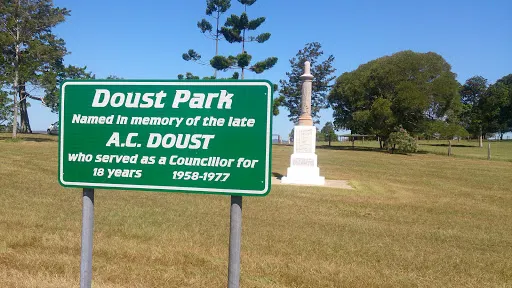 Doust Park
Named in memory of the late
A.C. DOUST
who served as a Councillor for
18 years 1958-1977